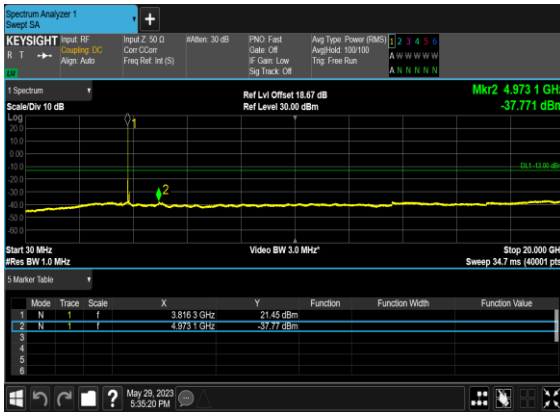 Spectrum Analyzer 1
Swept SA
KEYSIGHT
R T
LXI
Input: RF
Coupling: DC
Align: Auto
Input Z: 50 Ω
Corr CCorr
Freq Ref: Int (S)
#Atten: 30 dB
PNO: Fast
Gate: Off
IF Gain: Low
Sig Track: Off
Avg Type: Power (RMS)
Avg|Hold: 100/100
Trig: Free Run
1 2 3 4 5 6
A W W W W W
A N N N N N
1 Spectrum
Scale/Div 10 dB
Ref Lvl Offset 18.67 dB
Ref Level 30.00 dBm
Mkr2 4.973 1 GHz
-37.771 dBm
Log
20.0
10.0
0.00
-10.0
-20.0
-30.0
-40.0
-50.0
-60.0
1
2
DL1 -13.00 dBm
Start 30 MHz
#Res BW 1.0 MHz
Video BW 3.0 MHz*
Stop 20.000 GHz
Sweep 34.7 ms (40001 pts)
5 Marker Table
Mode Trace Scale X Y Function Function Width Function Value
1 N 1 f 3.816 3 GHz 21.45 dBm
2 N 1 f 4.973 1 GHz -37.77 dBm
3
4
5
6
?
May 29, 2023
5:35:20 PM